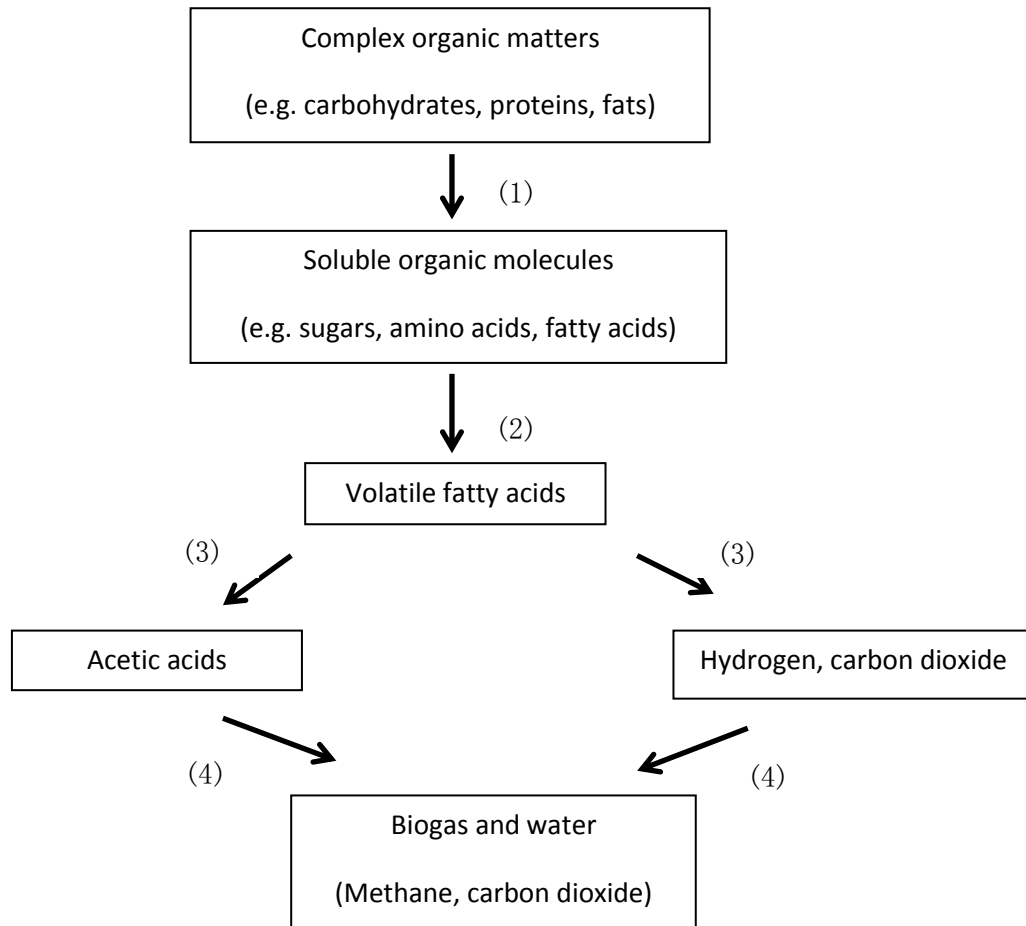 Complex organic matters
(e.g. carbohydrates, proteins, fats)
(1)
Soluble organic molecules
(e.g. sugars, amino acids, fatty acids)
(2)
Volatile fatty acids
(3)
(3)
Acetic acids
Hydrogen, carbon dioxide
(4)
(4)
Biogas and water
(Methane, carbon dioxide)